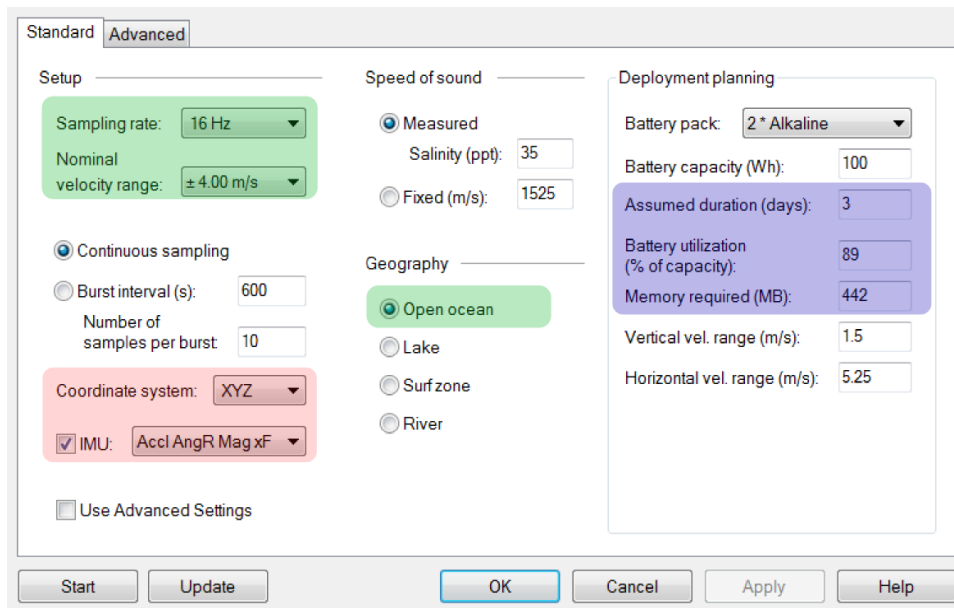 Standard Advanced
Setup
Sampling rate: 16 Hz
Nominal
velocity range: ± 4.00 m/s
Continuous sampling
Burst interval (s): 600
Number of
samples per burst: 10
Coordinate system: XYZ
IMU: Accl AngR Mag xF
Use Advanced Settings
Speed of sound
Measured
Salinity (ppt): 35
Fixed (m/s): 1525
Geography
Open ocean
Lake
Surf zone
River
Deployment planning
Battery pack: 2 * Alkaline
Battery capacity (Wh): 100
Assumed duration (days): 3
Battery utilization
(% of capacity): 89
Memory required (MB): 442
Vertical vel. range (m/s): 1.5
Horizontal vel. range (m/s): 5.25
Start Update OK Cancel Apply Help